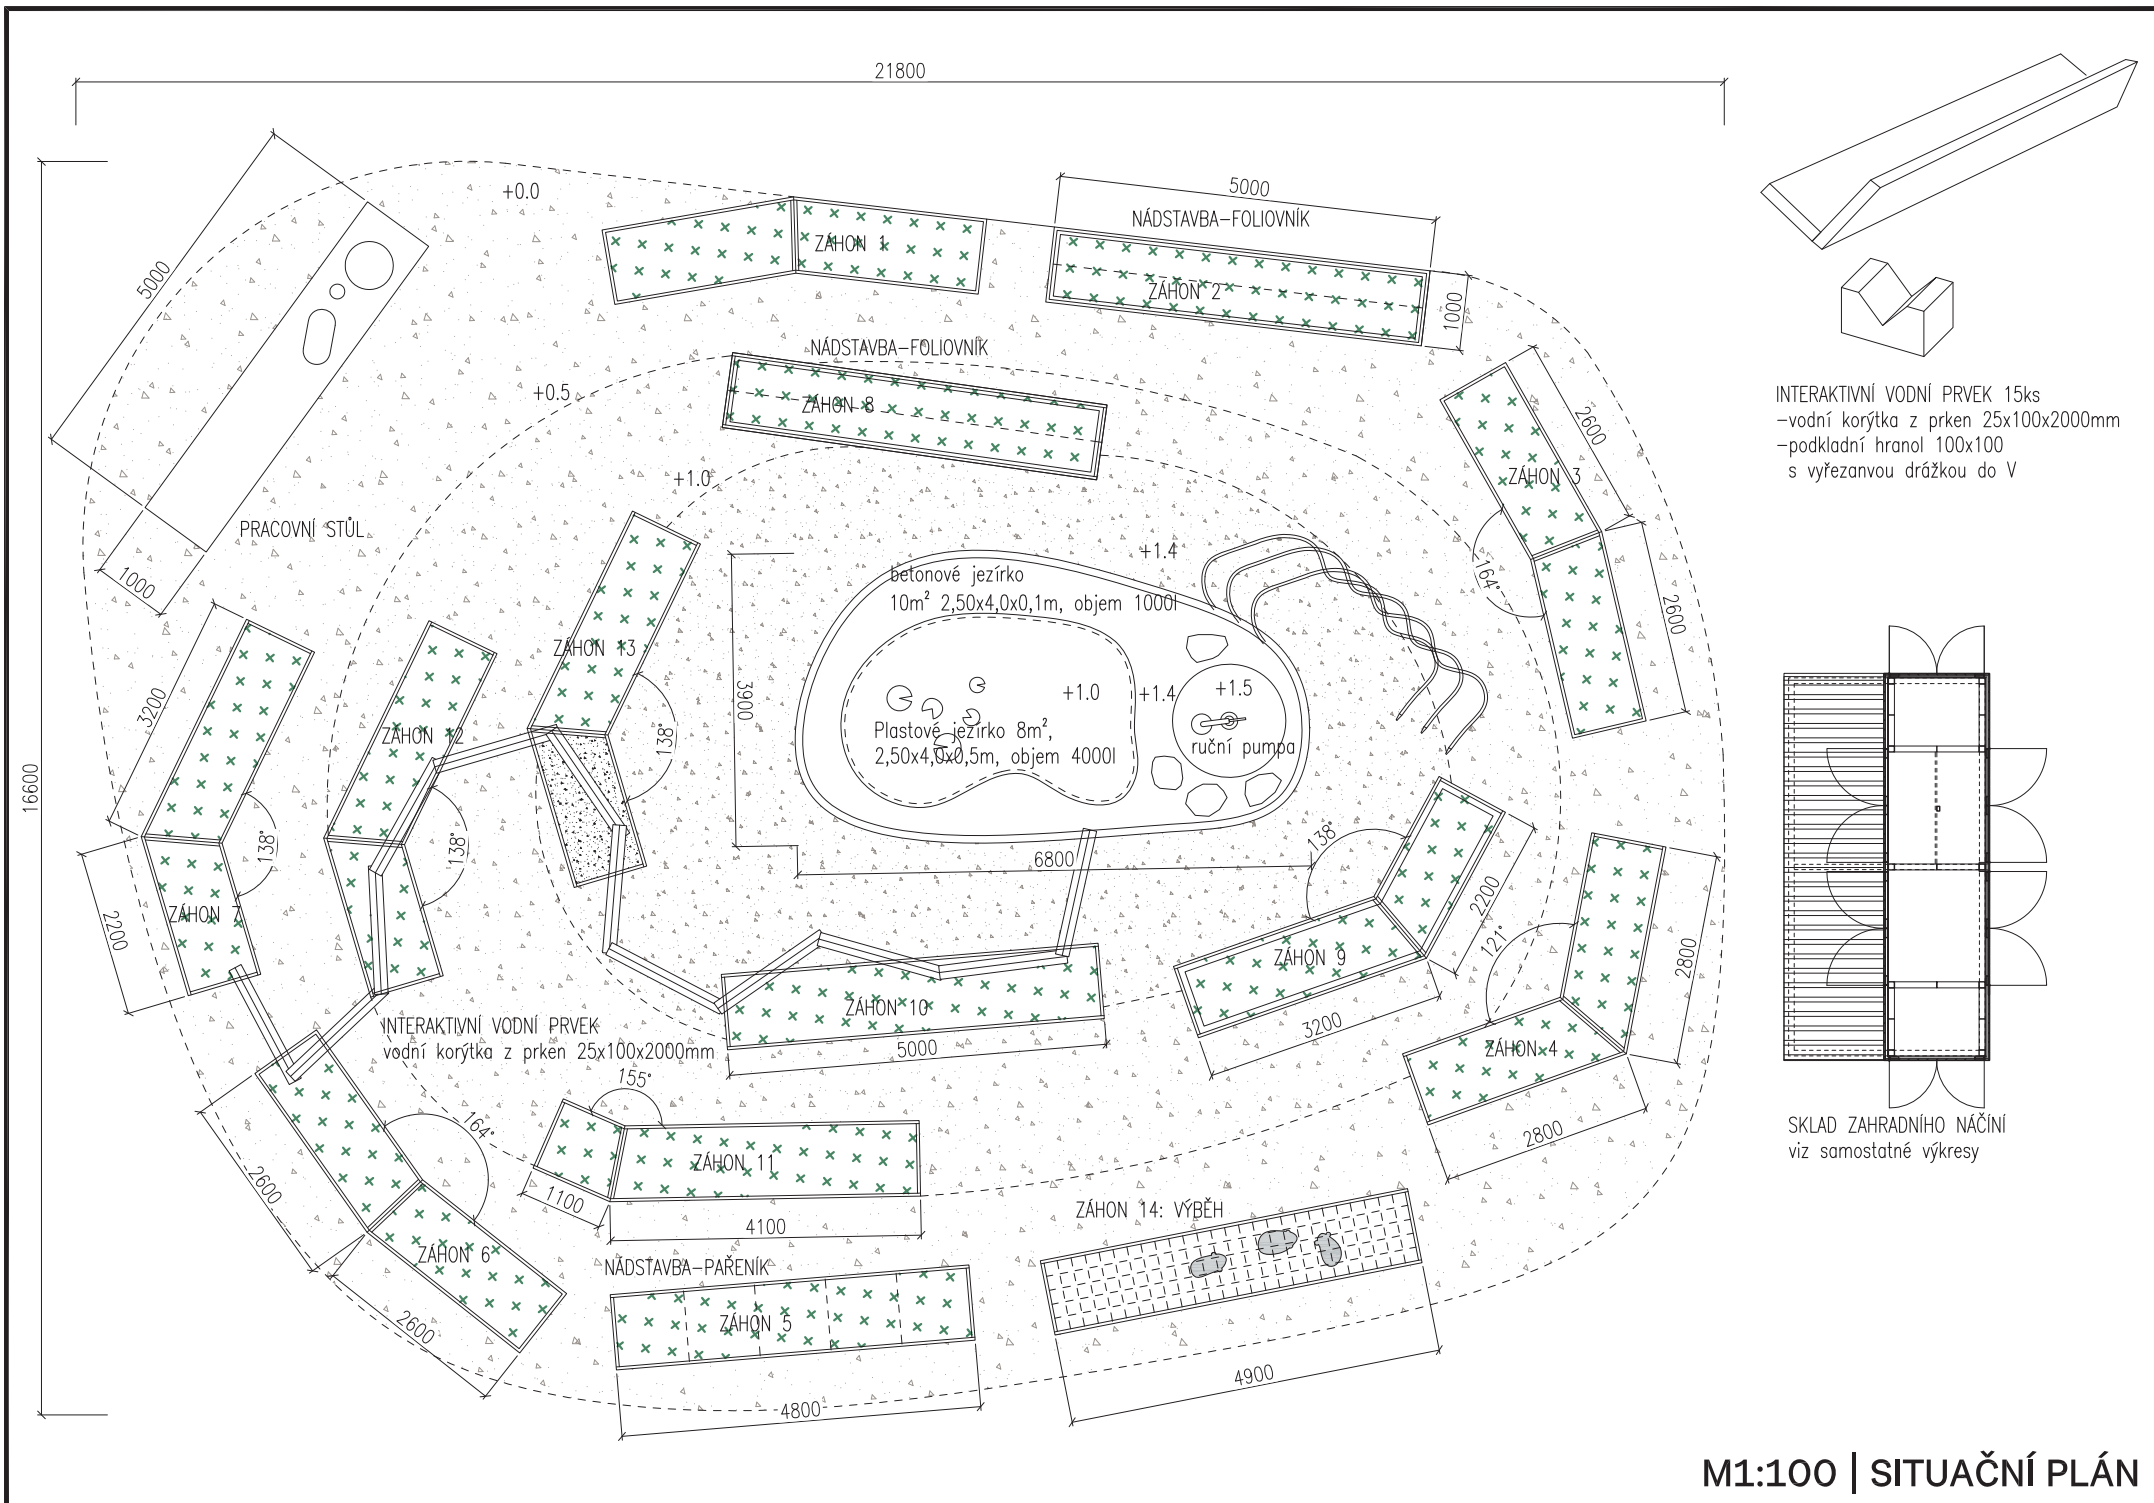 21800
5000
+0.0
NÁDSTAVBA-FOLIOVNÍK
ZÁHON 1
5000
ZÁHON 2
1000
16600
NÁDSTAVBA-FOLIOVNÍK
+0.5
ZÁHON 8
INTERAKTIVNÍ VODNÍ PRVEK 15ks
-vodní korýtka z prken 25x100x2000mm
-podkladní hranol 100x100
s vyřezanvou drážkou do V
2600
+1.0
ZÁHON 3
PRACOVNÍ STŮL
1000
+1.4
betonové jezírko
10m² 2,50x4,0x0,1m, objem 1000l
164°
2600
ZÁHON 13
3200
3900
+1.0
+1.4
+1.5
ZÁHON 12
138°
Plastové jezírko 8m²,
2,50x4,0x0,5m, objem 4000l
ruční pumpa
138°
138°
138°
6800
ZÁHON 7
2200
2200
121°
ZÁHON 9
2800
ZÁHON 10
INTERAKTIVNÍ VODNÍ PRVEK
vodní korýtka z prken 25x100x2000mm
3200
5000
ZÁHON 4
155°
164°
2800
SKLAD ZAHRADNÍHO NÁČÍNÍ
viz samostatné výkresy
ZÁHON 11
2600
1100
ZÁHON 14: VÝBĚH
4100
ZÁHON 6
NÁDSTAVBA-PAŘENÍK
ZÁHON 5
2600
4900
4800
M1:100 | SITUAČNÍ PLÁN